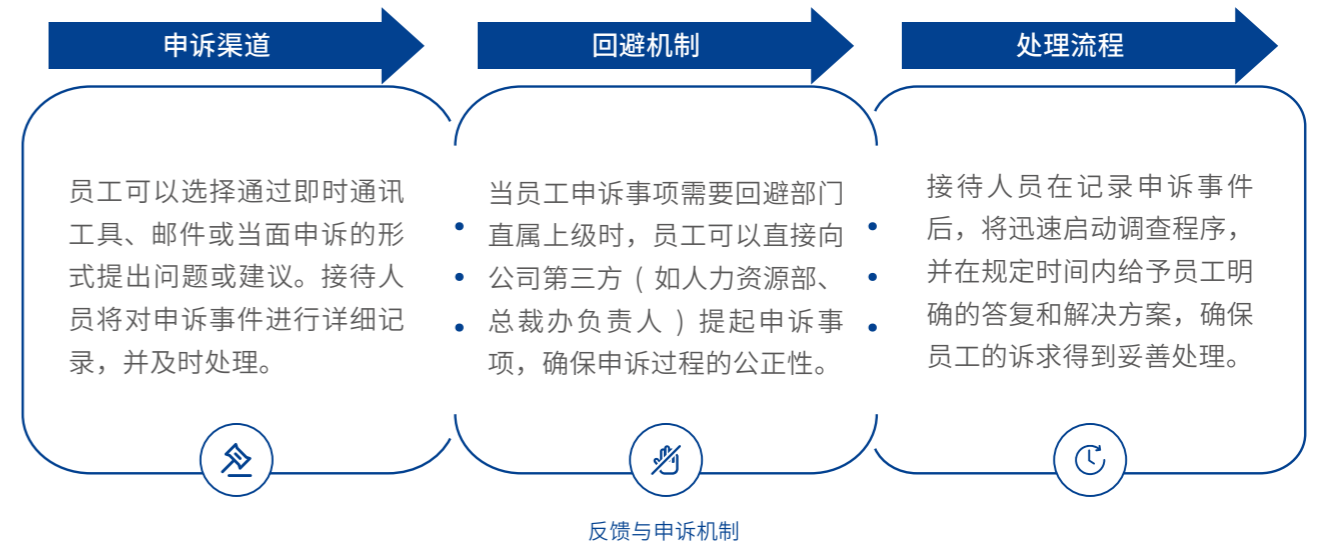 申诉渠道
员工可以选择通过即时通讯
工具、邮件或当面申诉的形
式提出问题或建议。接待人
员将对申诉事件进行详细记
录，并及时处理。
回避机制
当员工申诉事项需要回避部门
直属上级时，员工可以直接向
公司第三方（如人力资源部、
总裁办负责人）提起申诉事
项，确保申诉过程的公正性。
处理流程
接待人员在记录申诉事件
后，将迅速启动调查程序，
并在规定时间内给予员工明
确的答复和解决方案，确保
员工的诉求得到妥善处理。
反馈与申诉机制